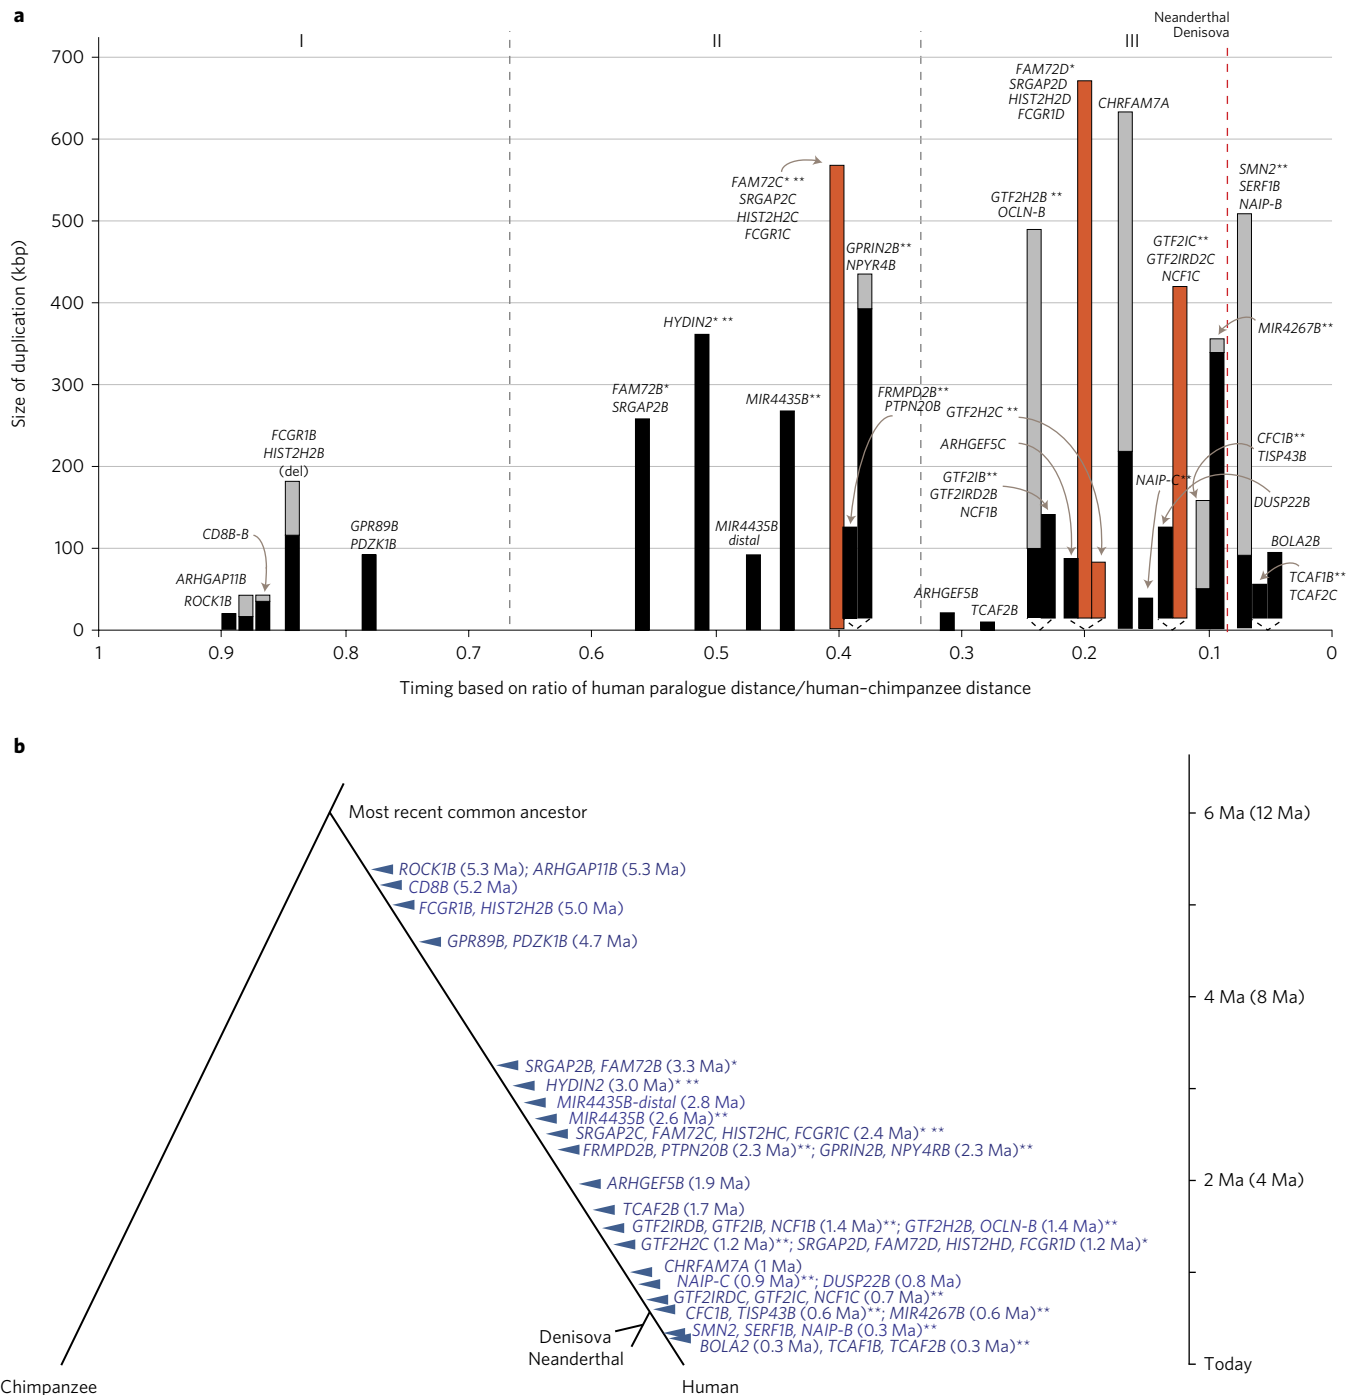 a
I
II
III
Neanderthal
Denisova
Size of duplication (kbp)
700
600
500
400
300
200
100
0
ROCK1B
ARHGAP11B
CD8B-B
FCGR1B
HIST2H2B
(del)
GPR89B
PDZK1B
FAM72B*
SRGAP2B
HYDIN2* **
MIR4435B
distal
MIR4435B**
FAM72C* **
SRGAP2C
HIST2H2C
FCGR1C
GPRIN2B**
NPYR4B
FRMPD2B**
PTPN20B
ARHGEF5B
TCAF2B
GTF2H2B **
OCLN-B
GTF2IB**
GTF2IRD2B
NCF1B
ARHGEF5C
GTF2H2C **
FAM72D*
SRGAP2D
HIST2H2D
FCGR1D
CHRFAM7A
NAIP-C**
GTF2IC**
GTF2IRD2C
NCF1C
SMN2**
SERF1B
NAIP-B
MIR4267B**
CFC1B**
TISP43B
DUSP22B
BOLA2B
TCAF1B**
TCAF2C
1
0.9
0.8
0.7
0.6
0.5
0.4
0.3
0.2
0.1
0
Timing based on ratio of human paralogue distance/human–chimpanzee distance
b
Most recent common ancestor
ROCK1B (5.3 Ma); ARHGAP11B (5.3 Ma)
CD8B (5.2 Ma)
FCGR1B, HIST2H2B (5.0 Ma)
GPR89B, PDZK1B (4.7 Ma)
SRGAP2B, FAM72B (3.3 Ma)*
HYDIN2 (3.0 Ma)* **
MIR4435B-distal (2.8 Ma)
MIR4435B (2.6 Ma)**
SRGAP2C, FAM72C, HIST2HC, FCGR1C (2.4 Ma)* **
FRMPD2B, PTPN20B (2.3 Ma)**; GPRIN2B, NPY4RB (2.3 Ma)**
ARHGEF5B (1.9 Ma)
TCAF2B (1.7 Ma)
GTF2IRDB, GTF2IB, NCF1B (1.4 Ma)**; GTF2H2B, OCLN-B (1.4 Ma)**
GTF2H2C (1.2 Ma)**; SRGAP2D, FAM72D, HIST2HD, FCGR1D (1.2 Ma)*
CHRFAM7A (1 Ma)
NAIP-C (0.9 Ma)**; DUSP22B (0.8 Ma)
GTF2IRDC, GTF2IC, NCF1C (0.7 Ma)**
CFC1B, TISP43B (0.6 Ma)**; MIR4267B (0.6 Ma)**
SMN2, SERF1B, NAIP-B (0.3 Ma)**
BOLA2 (0.3 Ma), TCAF1B, TCAF2B (0.3 Ma)**
Denisova
Neanderthal
Chimpanzee
Human
6 Ma (12 Ma)
4 Ma (8 Ma)
2 Ma (4 Ma)
Today